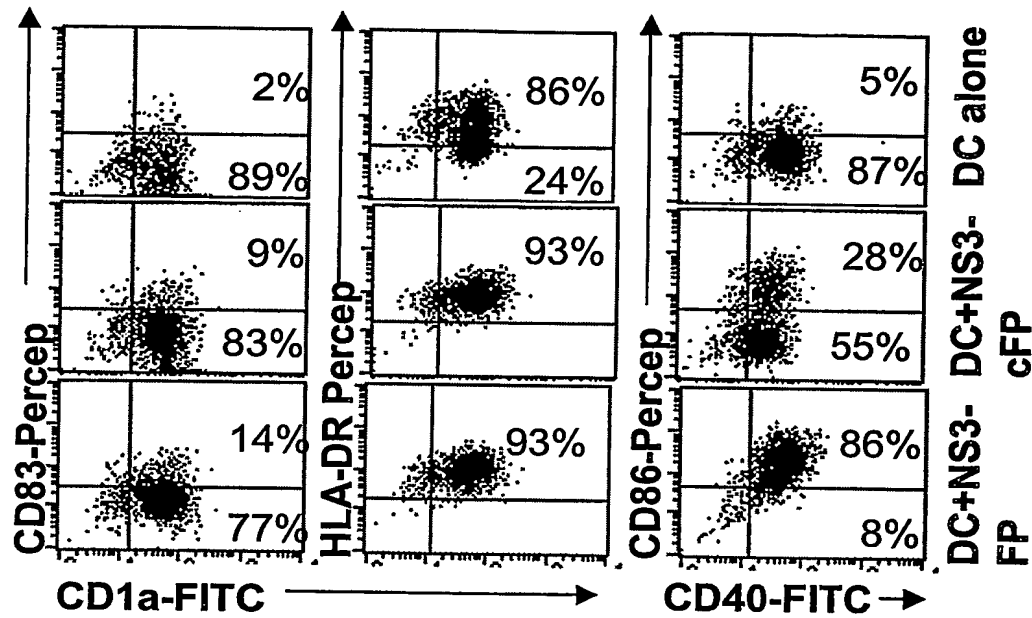 2%
89%
86%
24%
5%
87%
DC alone
9%
83%
93%
28%
55%
DC+NS3-
cFP
14%
77%
93%
86%
8%
DC+NS3-
FP
CD83-Percep
HLA-DR Percep
CD86-Percep
CD1a-FITC
CD40-FITC